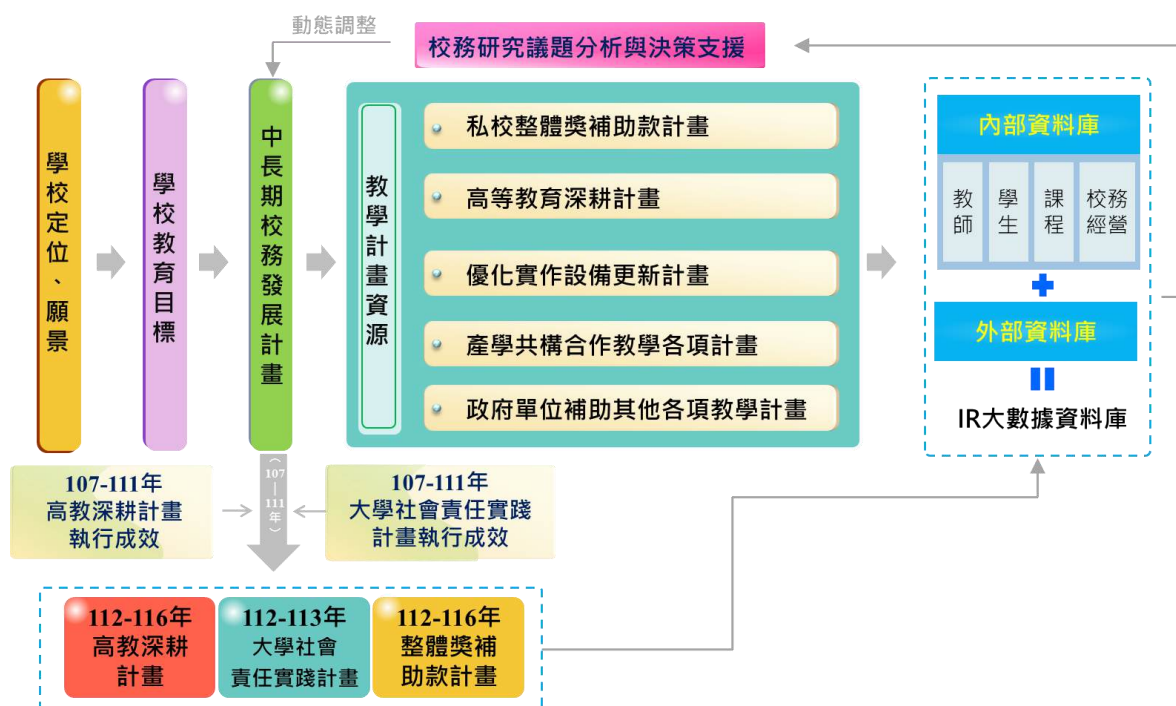 動態調整
校務研究議題分析與決策支援
學校定位、願景
學校教育目標
中長期校務發展計畫
教學計畫資源
私校整體獎補助款計畫
高等教育深耕計畫
優化實作設備更新計畫
產學共構合作教學各項計畫
政府單位補助其他各項教學計畫
內部資料庫
教師
學生
課程
校務
經營
外部資料庫
IR大數據資料庫
107-111年
高教深耕計畫
執行成效
(107—111年)
107-111年
大學社會責任實踐
計畫執行成效
112-116年
高教深耕
計畫
112-113年
大學社會
責任實踐計畫
112-116年
整體獎補
助款計畫